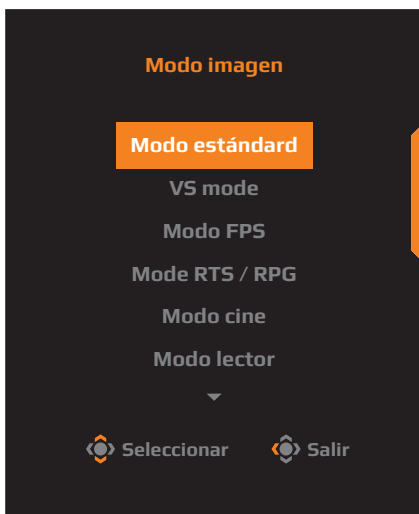 Modo imagen
Modo estándard
VS mode
Modo FPS
Mode RTS / RPG
Modo cine
Modo lector
Seleccionar Salir